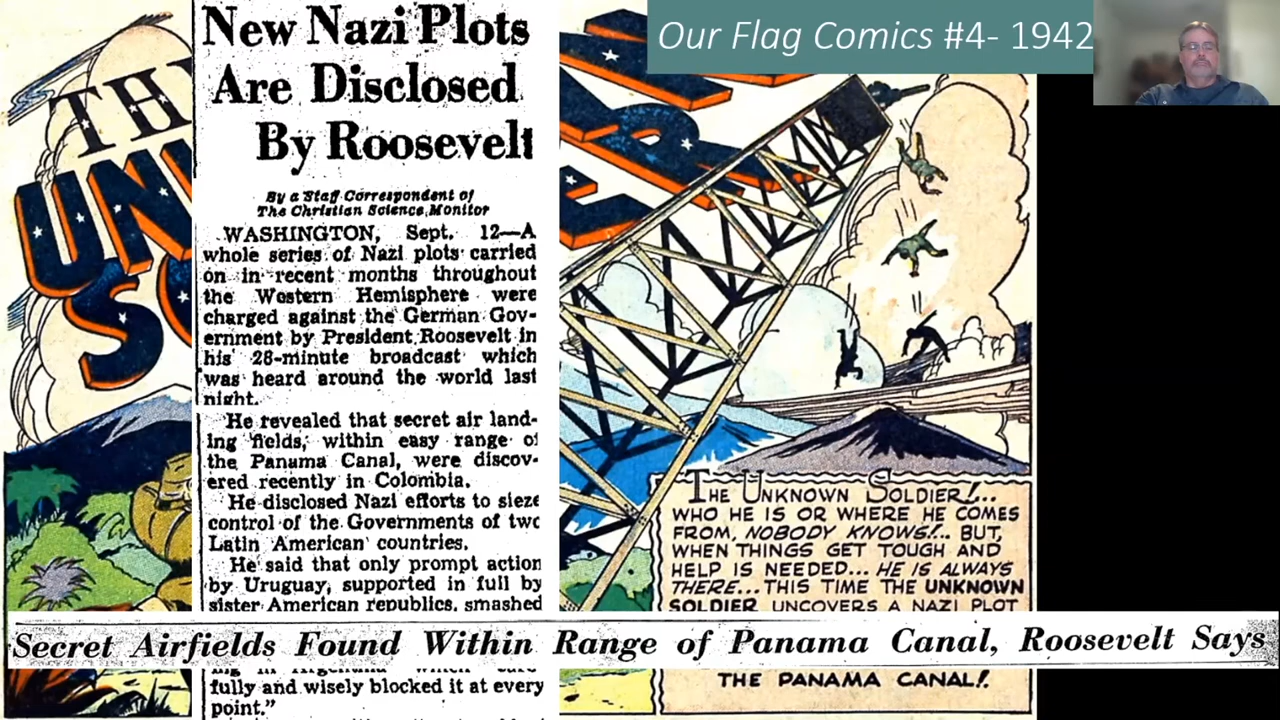 Our Flag Comics #4- 1942
TH
UN
SO
New Nazi Plots
Are Disclosed
By Roosevelt
By a Staff Correspondent of
The Christian Science Monitor
WASHINGTON, Sept. 12—A
whole series of Nazi plots carried
on in recent months throughout
the Western Hemisphere were
charged against the German Gov-
ernment by President Roosevelt in
his 28-minute broadcast which
was heard around the world last
night.
He revealed that secret air land-
ing fields, within easy range of
the Panama Canal, were discov-
ered recently in Colombia.
He disclosed Nazi efforts to sieze
control of the Governments of two
Latin American countries.
He said that only prompt action
by Uruguay, supported in full by
sister American republics, smashed
THE UNKNOWN SOLDIER!...
WHO HE IS OR WHERE HE COMES
FROM, NOBODY KNOWS!... BUT,
WHEN THINGS GET TOUGH AND
HELP IS NEEDED... HE IS ALWAYS
THERE... THIS TIME THE UNKNOWN
SOLDIER UNCOVERS A NAZI PLOT
Secret Airfields Found Within Range of Panama Canal, Roosevelt Says
fully and wisely blocked it at every
point."
THE PANAMA CANAL!.